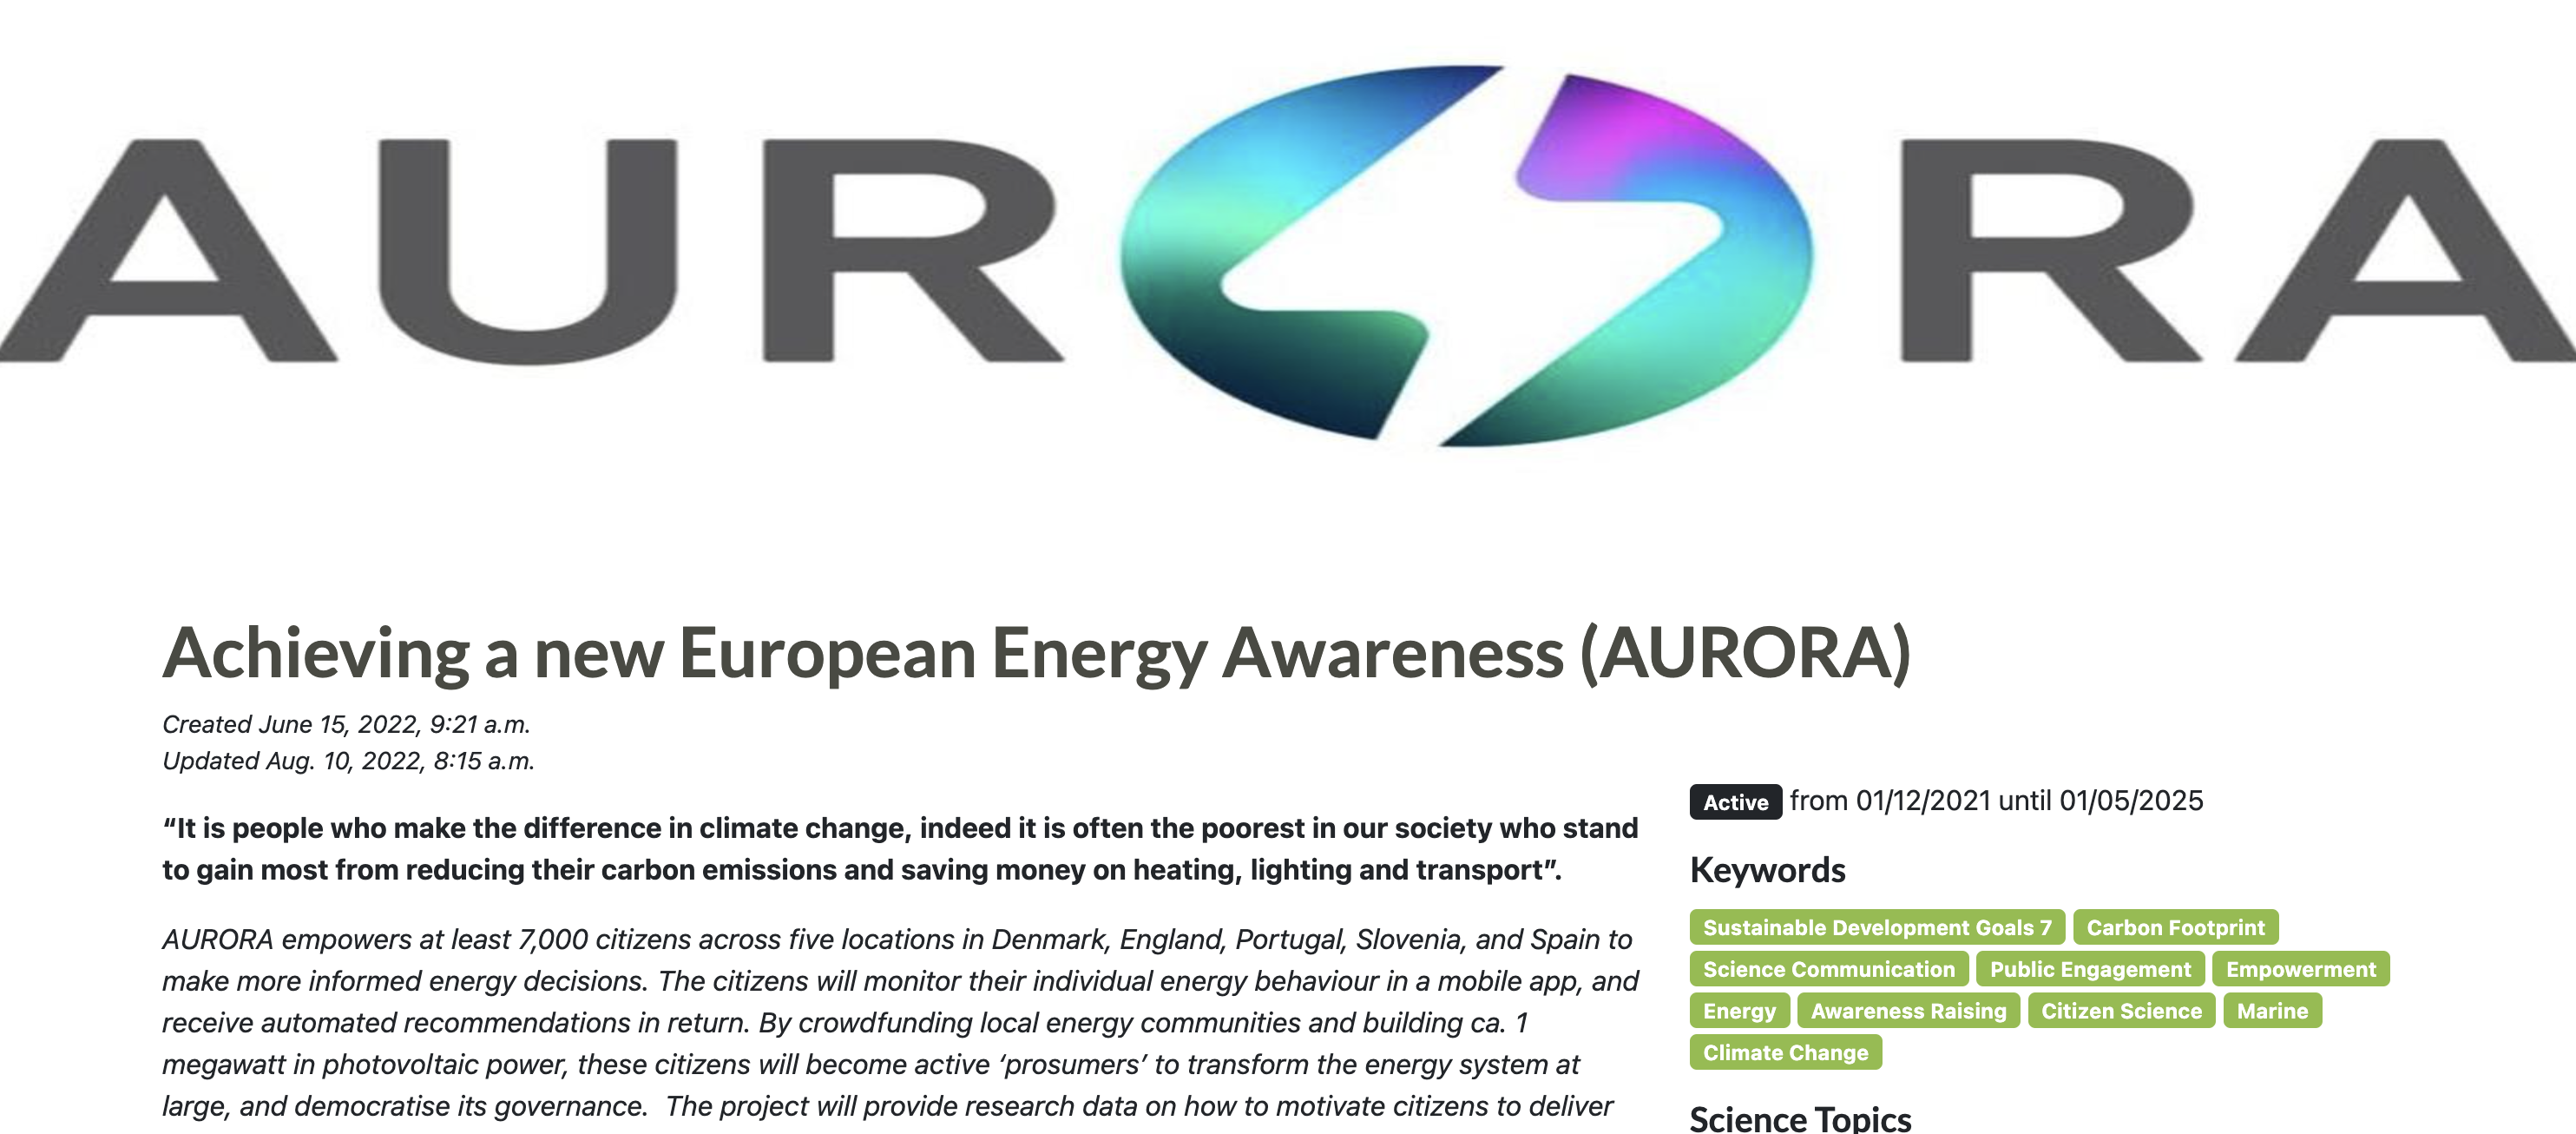 AURORA
Achieving a new European Energy Awareness (AURORA)
Created June 15, 2022, 9:21 a.m.
Updated Aug. 10, 2022, 8:15 a.m.
“It is people who make the difference in climate change, indeed it is often the poorest in our society who stand
to gain most from reducing their carbon emissions and saving money on heating, lighting and transport”.
AURORA empowers at least 7,000 citizens across five locations in Denmark, England, Portugal, Slovenia, and Spain to
make more informed energy decisions. The citizens will monitor their individual energy behaviour in a mobile app, and
receive automated recommendations in return. By crowdfunding local energy communities and building ca. 1
megawatt in photovoltaic power, these citizens will become active ‘prosumers’ to transform the energy system at
large, and democratise its governance.  The project will provide research data on how to motivate citizens to deliver
Active from 01/12/2021 until 01/05/2025
Keywords
Sustainable Development Goals 7 Carbon Footprint
Science Communication Public Engagement Empowerment
Energy Awareness Raising Citizen Science Marine
Climate Change
Science Topics